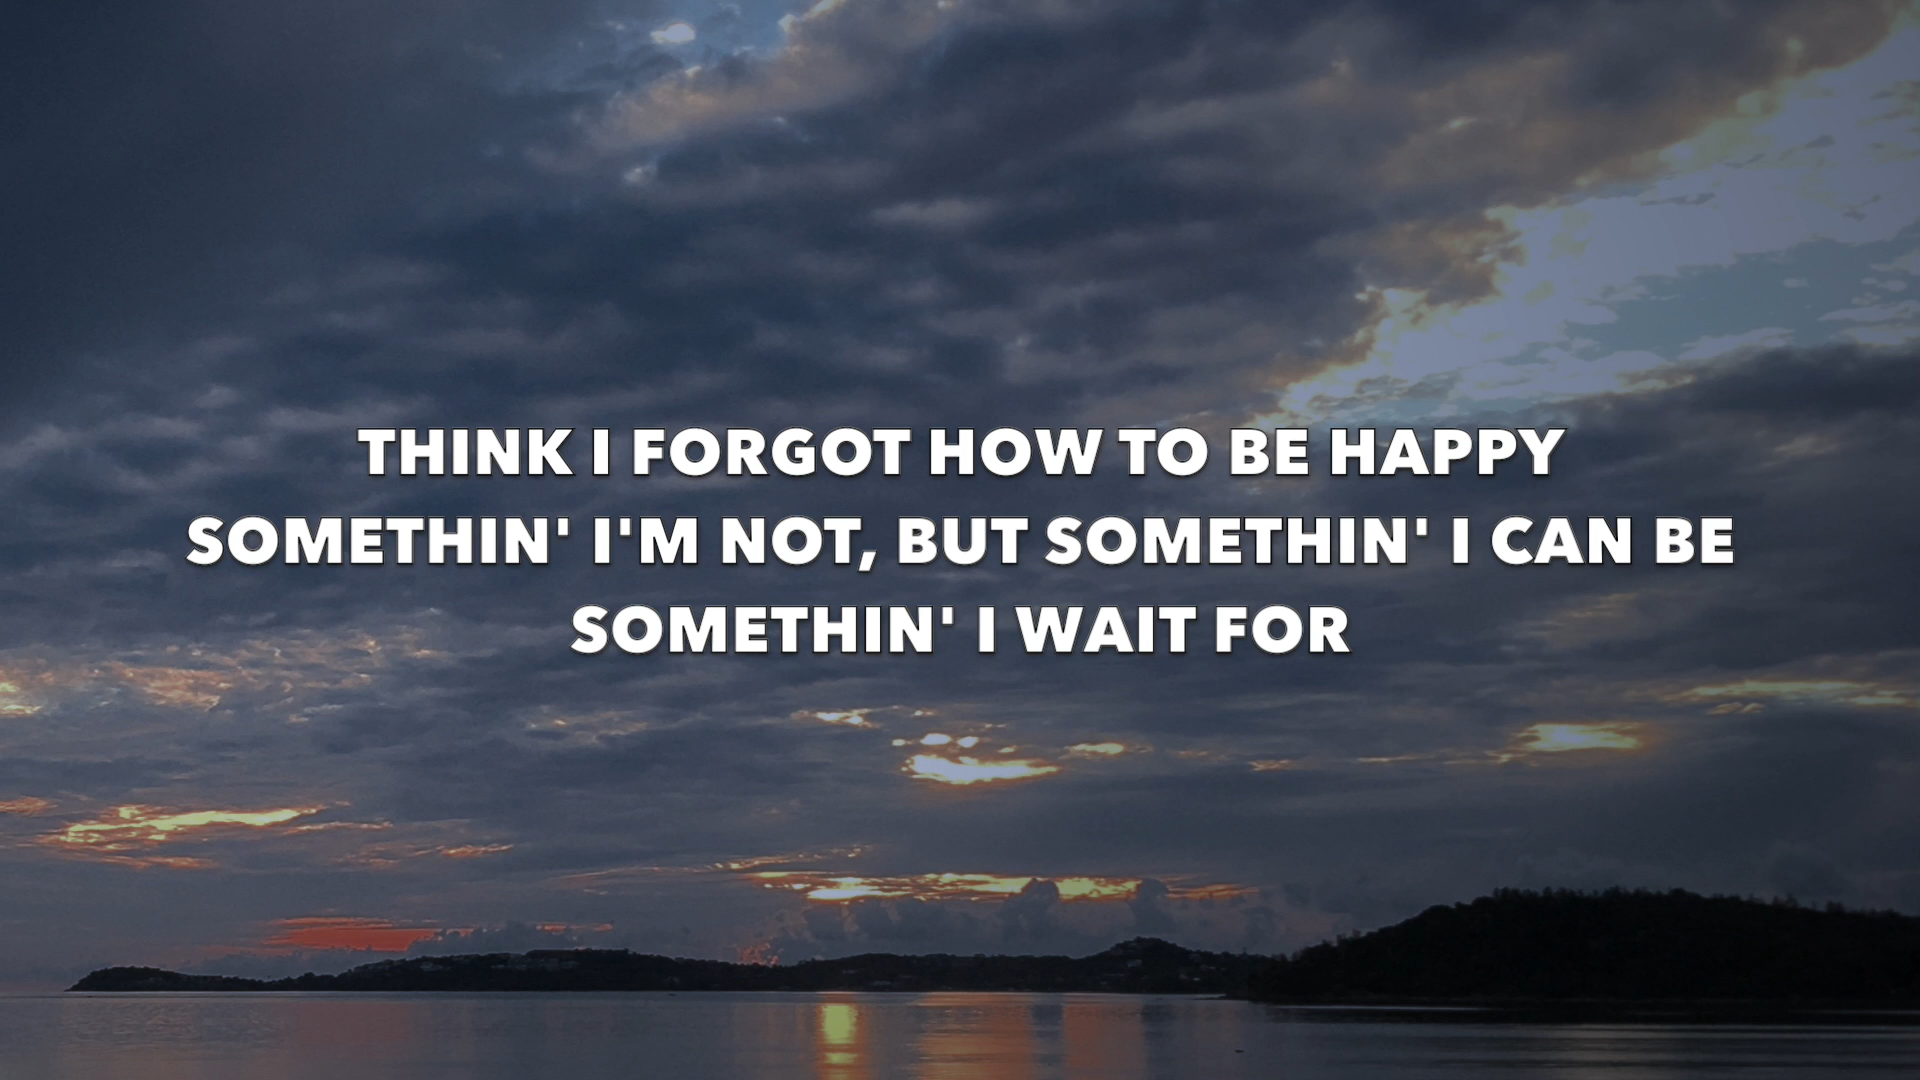 THINK I FORGOT HOW TO BE HAPPY
SOMETHIN' I'M NOT, BUT SOMETHIN' I CAN BE
SOMETHIN' I WAIT FOR